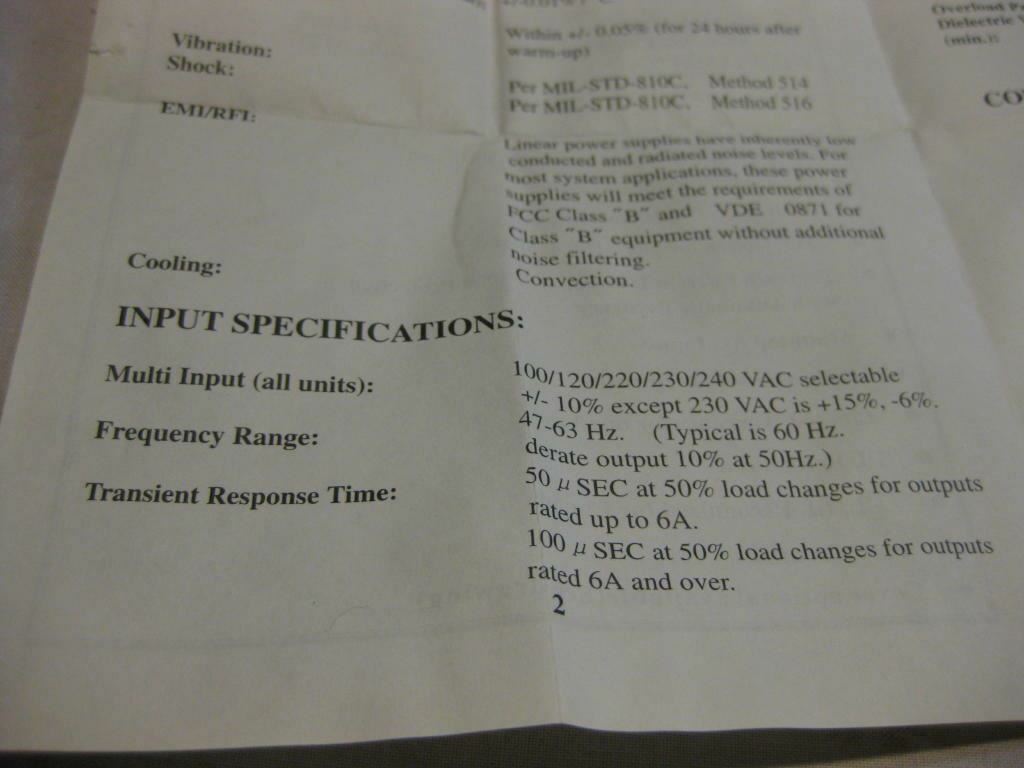 +/-0.01%/°C
Within +/- 0.05% (for 24 hours after
warm-up)
Vibration: Per MIL-STD-810C, Method 514
Shock: Per MIL-STD-810C, Method 516
EMI/RFI: Linear power supplies have inherently low
conducted and radiated noise levels. For
most system applications, these power
supplies will meet the requirements of
FCC Class "B" and VDE 0871 for
Class "B" equipment without additional
noise filtering.
Cooling: Convection.
INPUT SPECIFICATIONS:
Multi Input (all units): 100/120/220/230/240 VAC selectable
+/- 10% except 230 VAC is +15%, -6%.
Frequency Range: 47-63 Hz. (Typical is 60 Hz.
derate output 10% at 50Hz.)
Transient Response Time: 50 μ SEC at 50% load changes for outputs
rated up to 6A.
100 μ SEC at 50% load changes for outputs
rated 6A and over.
2
Overload
Dielectric
(min.):
CO